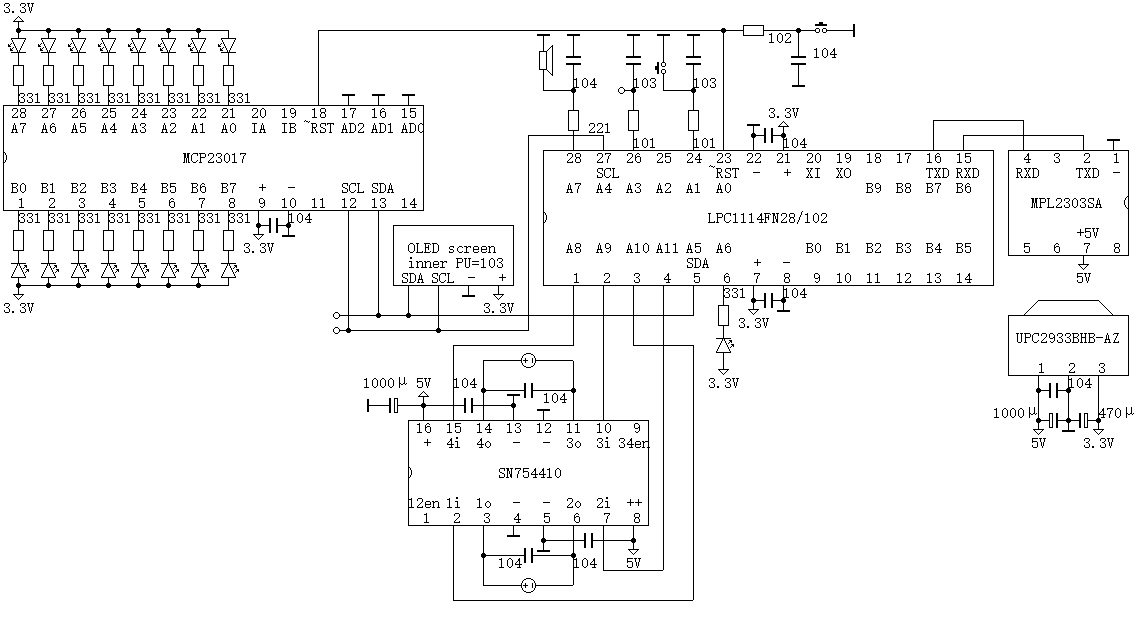 3.3V
102
104
104
103
103
3.3V
331 331 331 331 331 331 331 331
221
101
101
104
28 27 26 25 24 23 22 21 20 19 18 17 16 15
A7 A6 A5 A4 A3 A2 A1 A0 IA IB ~RST AD2 AD1 AD0
MCP23017
B0 B1 B2 B3 B4 B5 B6 B7 + - SCL SDA
1 2 3 4 5 6 7 8 9 10 11 12 13 14
331 331 331 331 331 331 331 331
104
3.3V
3.3V
28 27 26 25 24 23 22 21 20 19 18 17 16 15
SCL ~RST - + XI XO TXD RXD
A7 A4 A3 A2 A1 A0 B9 B8 B7 B6
LPC1114FN28/102
A8 A9 A10 A11 A5 A6 B0 B1 B2 B3 B4 B5
SDA + -
1 2 3 4 5 6 7 8 9 10 11 12 13 14
331
104
3.3V
3.3V
4 3 2 1
RXD TXD -
MPL2303SA
+5V
5 6 7 8
5V
OLED screen
inner PU=103
SDA SCL - +
3.3V
UPC2933BHB-AZ
1 2 3
104
1000μ
470μ
5V
3.3V
1000μ
5V
104
104
16 15 14 13 12 11 10 9
+ 4i 4o - - 3o 3i 34en
SN754410
12en 1i 1o - - 2o 2i ++
1 2 3 4 5 6 7 8
104
104
5V